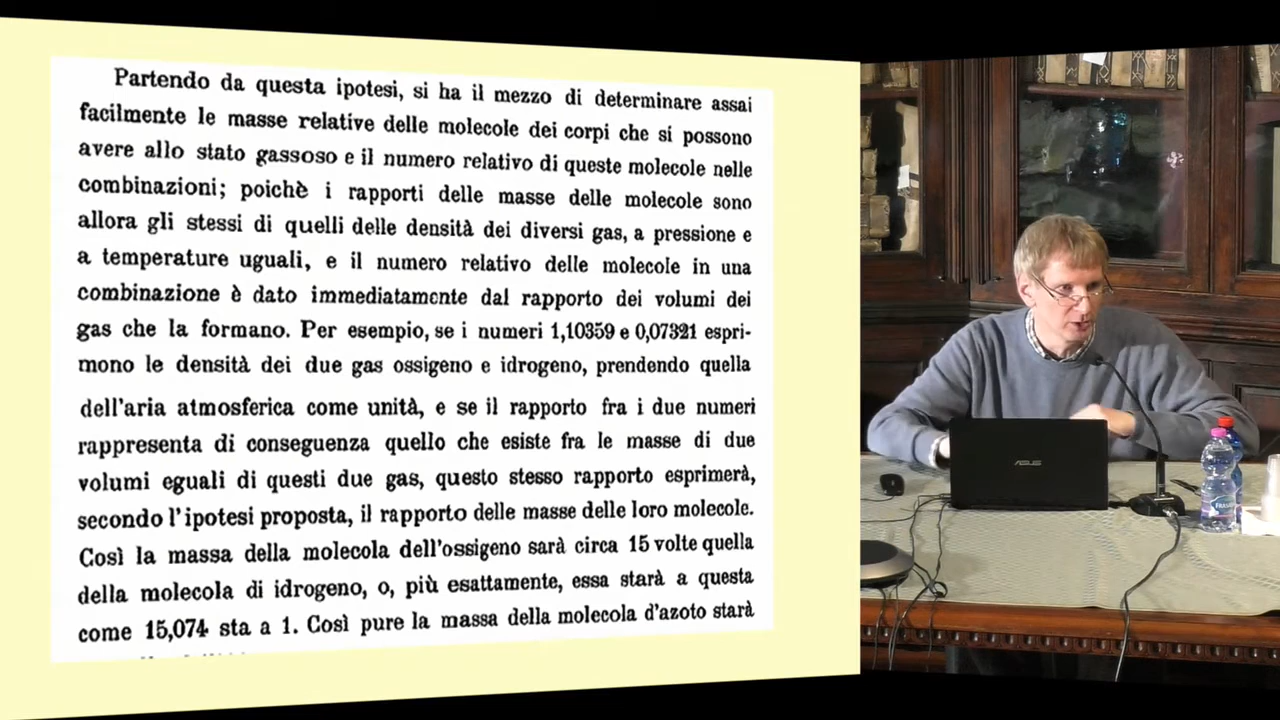 Partendo da questa ipotesi, si ha il mezzo di determinare assai
facilmente le masse relative delle molecole dei corpi che si possono
avere allo stato gassoso e il numero relativo di queste molecole nelle
combinazioni; poichè i rapporti delle masse delle molecole sono
allora gli stessi di quelli delle densità dei diversi gas, a pressione e
a temperature uguali, e il numero relativo delle molecole in una
combinazione è dato immediatamente dal rapporto dei volumi dei
gas che la formano. Per esempio, se i numeri 1,10359 e 0,07321 espri-
mono le densità dei due gas ossigeno e idrogeno, prendendo quella
dell'aria atmosferica come unità, e se il rapporto fra i due numeri
rappresenta di conseguenza quello che esiste fra le masse di due
volumi eguali di questi due gas, questo stesso rapporto esprimerà,
secondo l'ipotesi proposta, il rapporto delle masse delle loro molecole.
Così la massa della molecola dell'ossigeno sarà circa 15 volte quella
della molecola di idrogeno, o, più esattamente, essa starà a questa
come 15,074 sta a 1. Così pure la massa della molecola d'azoto starà
ASUS